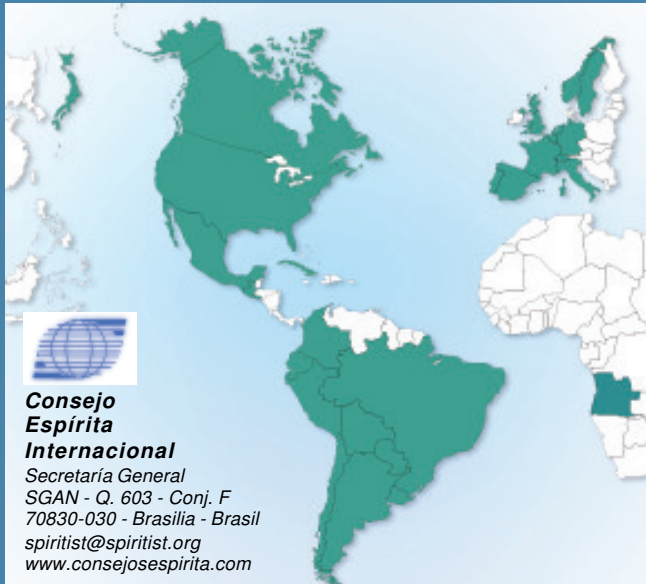 Consejo
Espírita
Internacional
Secretaría General
SGAN - Q. 603 - Conj. F
70830-030 - Brasilia - Brasil
spiritist@spiritist.org
www.consejosespirita.com